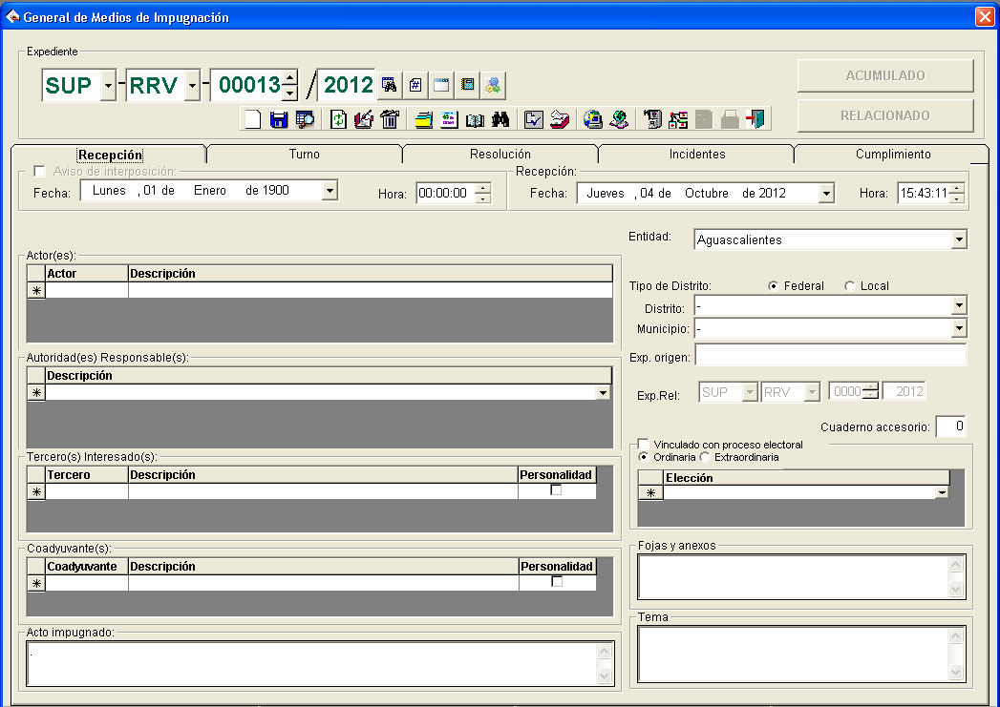 General de Medios de Impugnación
Expediente
SUP - RRV - 00013 / 2012
ACUMULADO
RELACIONADO
Recepción Turno Resolución Incidentes Cumplimiento
Aviso de interposición:
Fecha: Lunes , 01 de Enero de 1900 Hora: 00:00:00
Recepción:
Fecha: Jueves , 04 de Octubre de 2012 Hora: 15:43:11
Entidad: Aguascalientes
Actor(es):
Actor Descripción
Tipo de Distrito: Federal Local
Distrito: -
Municipio: -
Exp. origen:
Autoridad(es) Responsable(s):
Descripción
Exp.Rel: SUP RRV 0000 2012
Cuaderno accesorio: 0
Tercero(s) Interesado(s):
Tercero Descripción Personalidad
Vinculado con proceso electoral
Ordinaria Extraordinaria
Elección
Coadyuvante(s):
Coadyuvante Descripción Personalidad
Fojas y anexos
Acto impugnado:
.
Tema